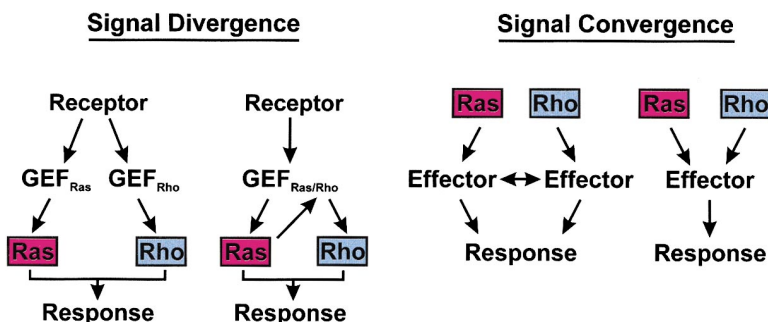 Signal Divergence
Receptor
GEFRas GEFRho
Ras Rho
Response
Receptor
GEFRas/Rho
Ras Rho
Response
Signal Convergence
Ras Rho
Effector Effector
Response
Ras Rho
Effector
Response